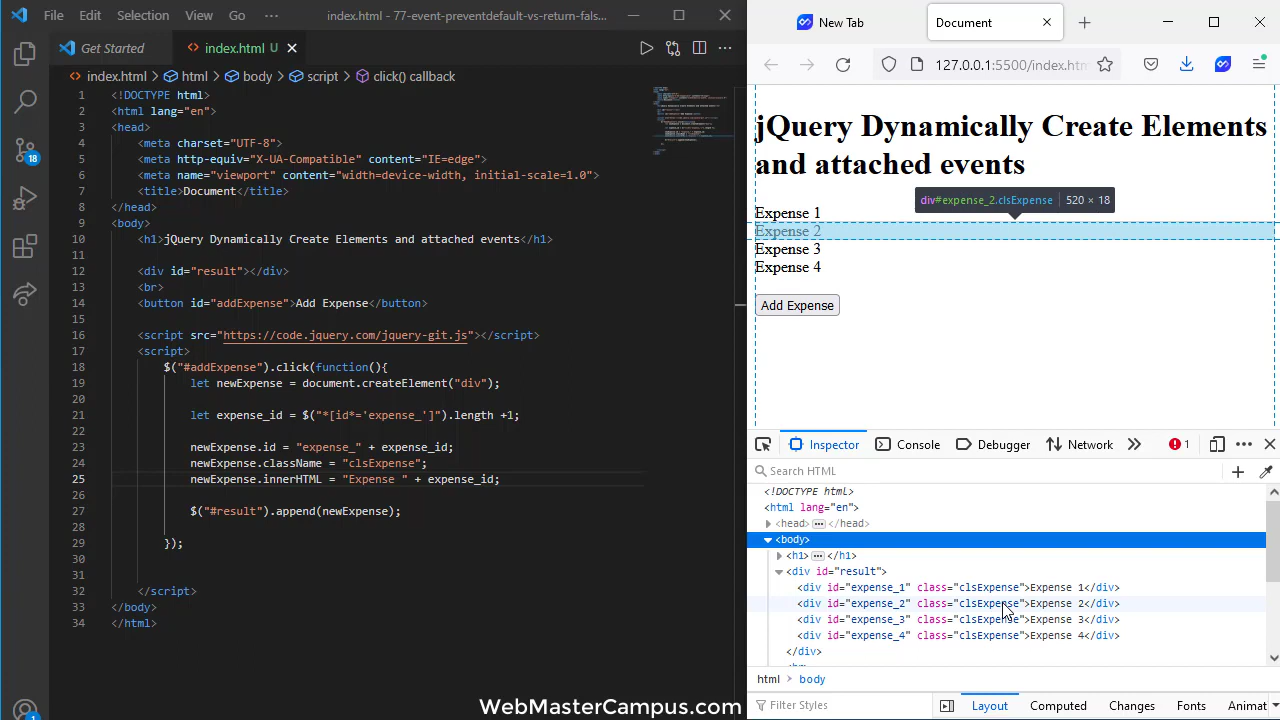 File Edit Selection View Go ··· index.html - 77-event-preventdefault-vs-return-fals...
Get Started index.html U
index.html > html > body > script > click() callback
1 <!DOCTYPE html>
2 <html lang="en"
3 <head>
4 <meta charset=
5 <meta http-equiv= -UA-Compatible" content="IE=edge">
6 <meta name="viewport" content="width=device-width, initial-scale=1.0">
7 <title>Document</title>
8 </head>
9 <body>
10 <h1>jQuery Dynamically Create Elements and attached events</h1>
11
12 <div id="result"></div>
13 <br>
14 <button id="addExpense">Add Expense</button>
15
16 <script src="https://code.jquery.com/jquery-git.js"></script>
17 <script>
18 $("#addExpense").click(function(){
19 let newExpense = document.createElement("div");
20
21 let expense_id = $("*[id*='expense_']").length +1;
22
23 newExpense.id = "expense_" + expense_id;
24 newExpense.className = "clsExpense";
25 newExpense.innerHTML = "Expense " + expense_id;
26
27 $("#result").append(newExpense);
28
29 });
30
31
32 </script>
33 </body>
34 </html>
18
1
WebMasterCampus.com
New Tab Document
127.0.0.1:5500/index.htm
jQuery Dynamically Create Elements
and attached events
div#expense_2.clsExpense 520 × 18
Expense 1
Expense 2
Expense 3
Expense 4
Add Expense
Inspector Console Debugger Network 1
Search HTML
<!DOCTYPE html>
<html lang="en">
<head> ··· </head>
<body>
<h1> ··· </h1>
<div id="result">
<div id="expense_1" class="clsExpense">Expense 1</div>
<div id="expense_2" class="clsExpense">Expense 2</div>
<div id="expense_3" class="clsExpense">Expense 3</div>
<div id="expense_4" class="clsExpense">Expense 4</div>
</div>
html > body
Filter Styles Layout Computed Changes Fonts Animat